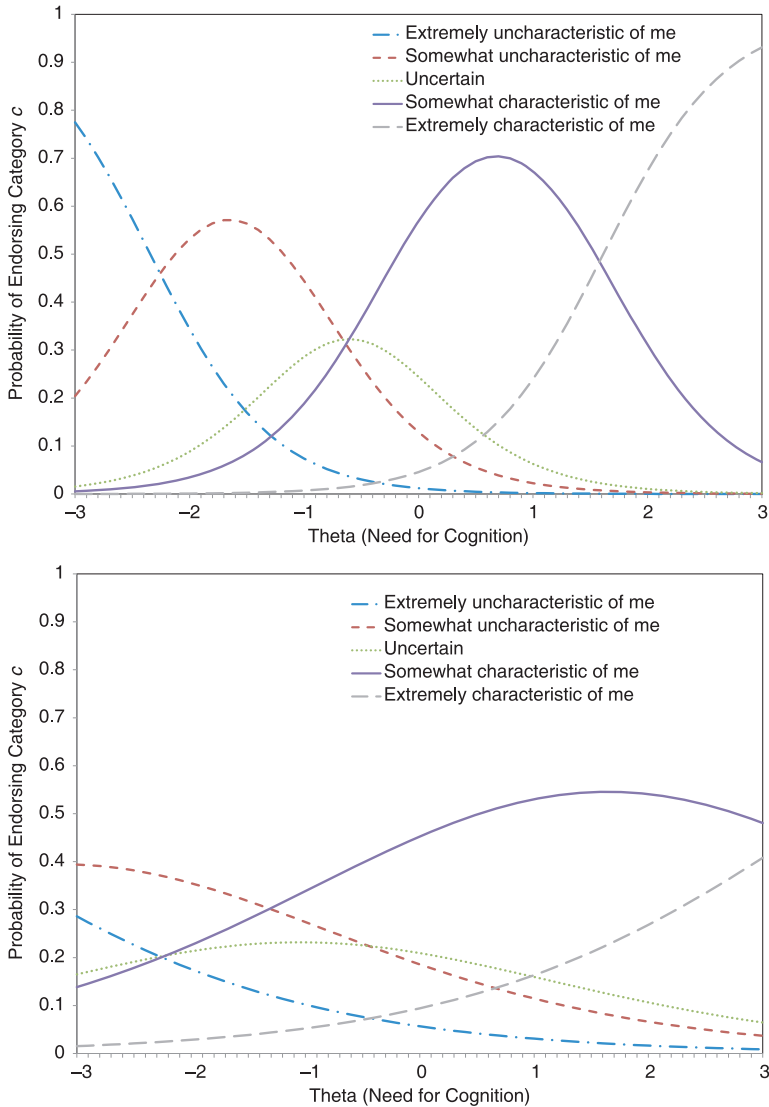 1
0.9
0.8
0.7
0.6
0.5
0.4
0.3
0.2
0.1
0
Probability of Endorsing Category c
Extremely uncharacteristic of me
Somewhat uncharacteristic of me
Uncertain
Somewhat characteristic of me
Extremely characteristic of me
−3 −2 −1 0 1 2 3
Theta (Need for Cognition)
1
0.9
0.8
0.7
0.6
0.5
0.4
0.3
0.2
0.1
0
Probability of Endorsing Category c
Extremely uncharacteristic of me
Somewhat uncharacteristic of me
Uncertain
Somewhat characteristic of me
Extremely characteristic of me
−3 −2 −1 0 1 2 3
Theta (Need for Cognition)